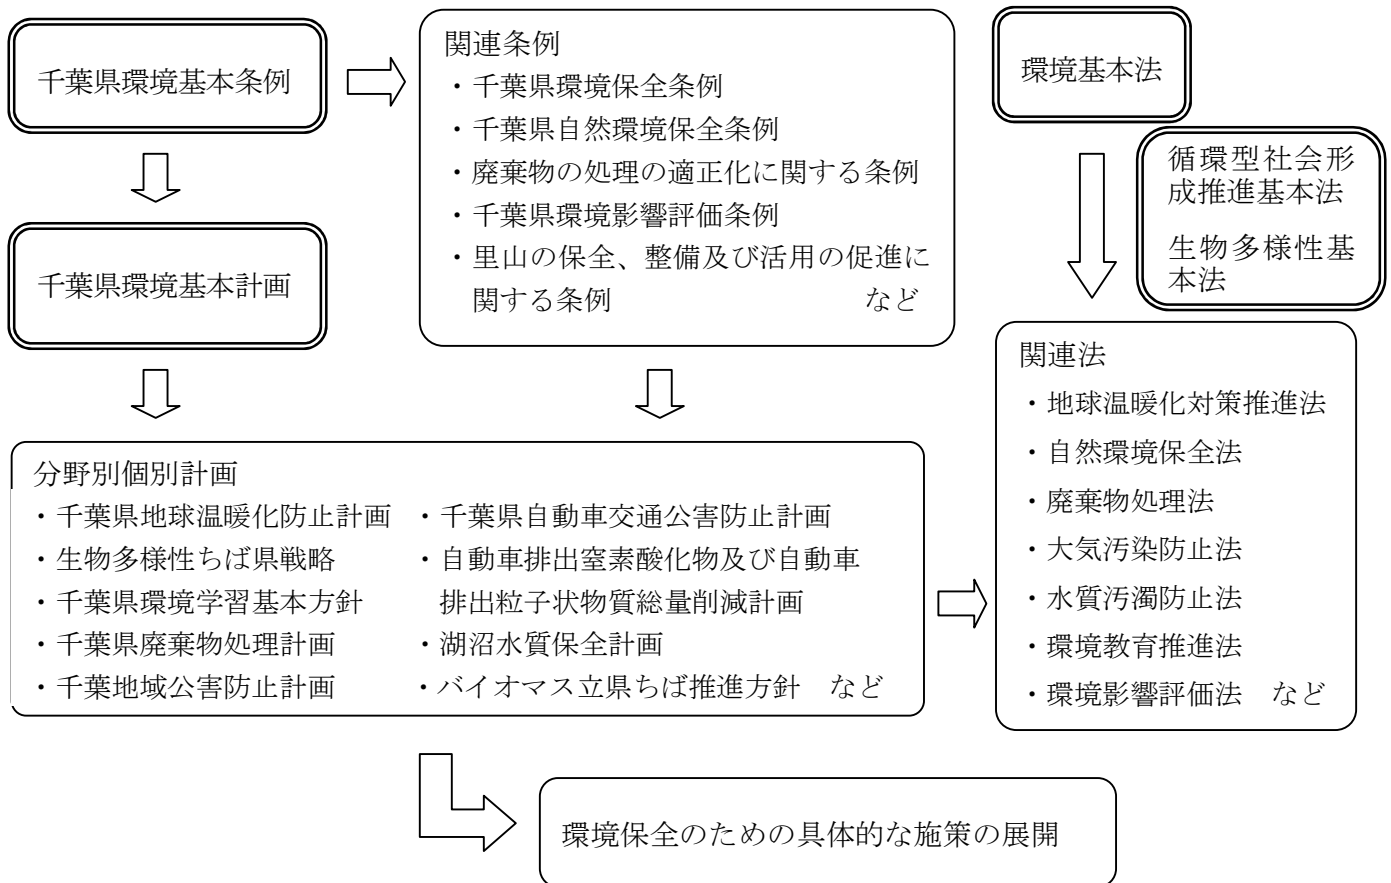 千葉県環境基本条例
千葉県環境基本計画
関連条例
・千葉県環境保全条例
・千葉県自然環境保全条例
・廃棄物の処理の適正化に関する条例
・千葉県環境影響評価条例
・里山の保全、整備及び活用の促進に
関する条例　　　　　　　　　など
環境基本法
循環型社会形
成推進基本法
生物多様性基
本法
関連法
・地球温暖化対策推進法
・自然環境保全法
・廃棄物処理法
・大気汚染防止法
・水質汚濁防止法
・環境教育推進法
・環境影響評価法　など
分野別個別計画
・千葉県地球温暖化防止計画
・生物多様性ちば県戦略
・千葉県環境学習基本方針
・千葉県廃棄物処理計画
・千葉地域公害防止計画
・千葉県自動車交通公害防止計画
・自動車排出窒素酸化物及び自動車
排出粒子状物質総量削減計画
・湖沼水質保全計画
・バイオマス立県ちば推進方針　など
環境保全のための具体的な施策の展開